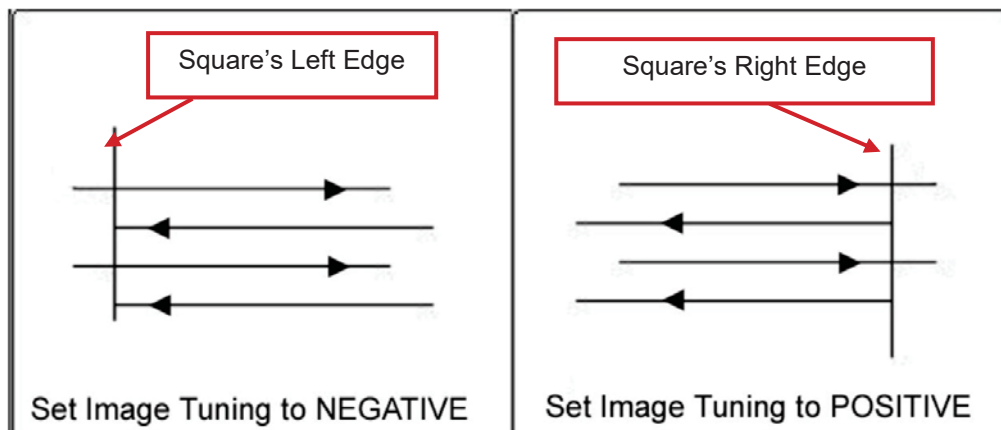 Square’s Left Edge
Square’s Right Edge
Set Image Tuning to NEGATIVE
Set Image Tuning to POSITIVE